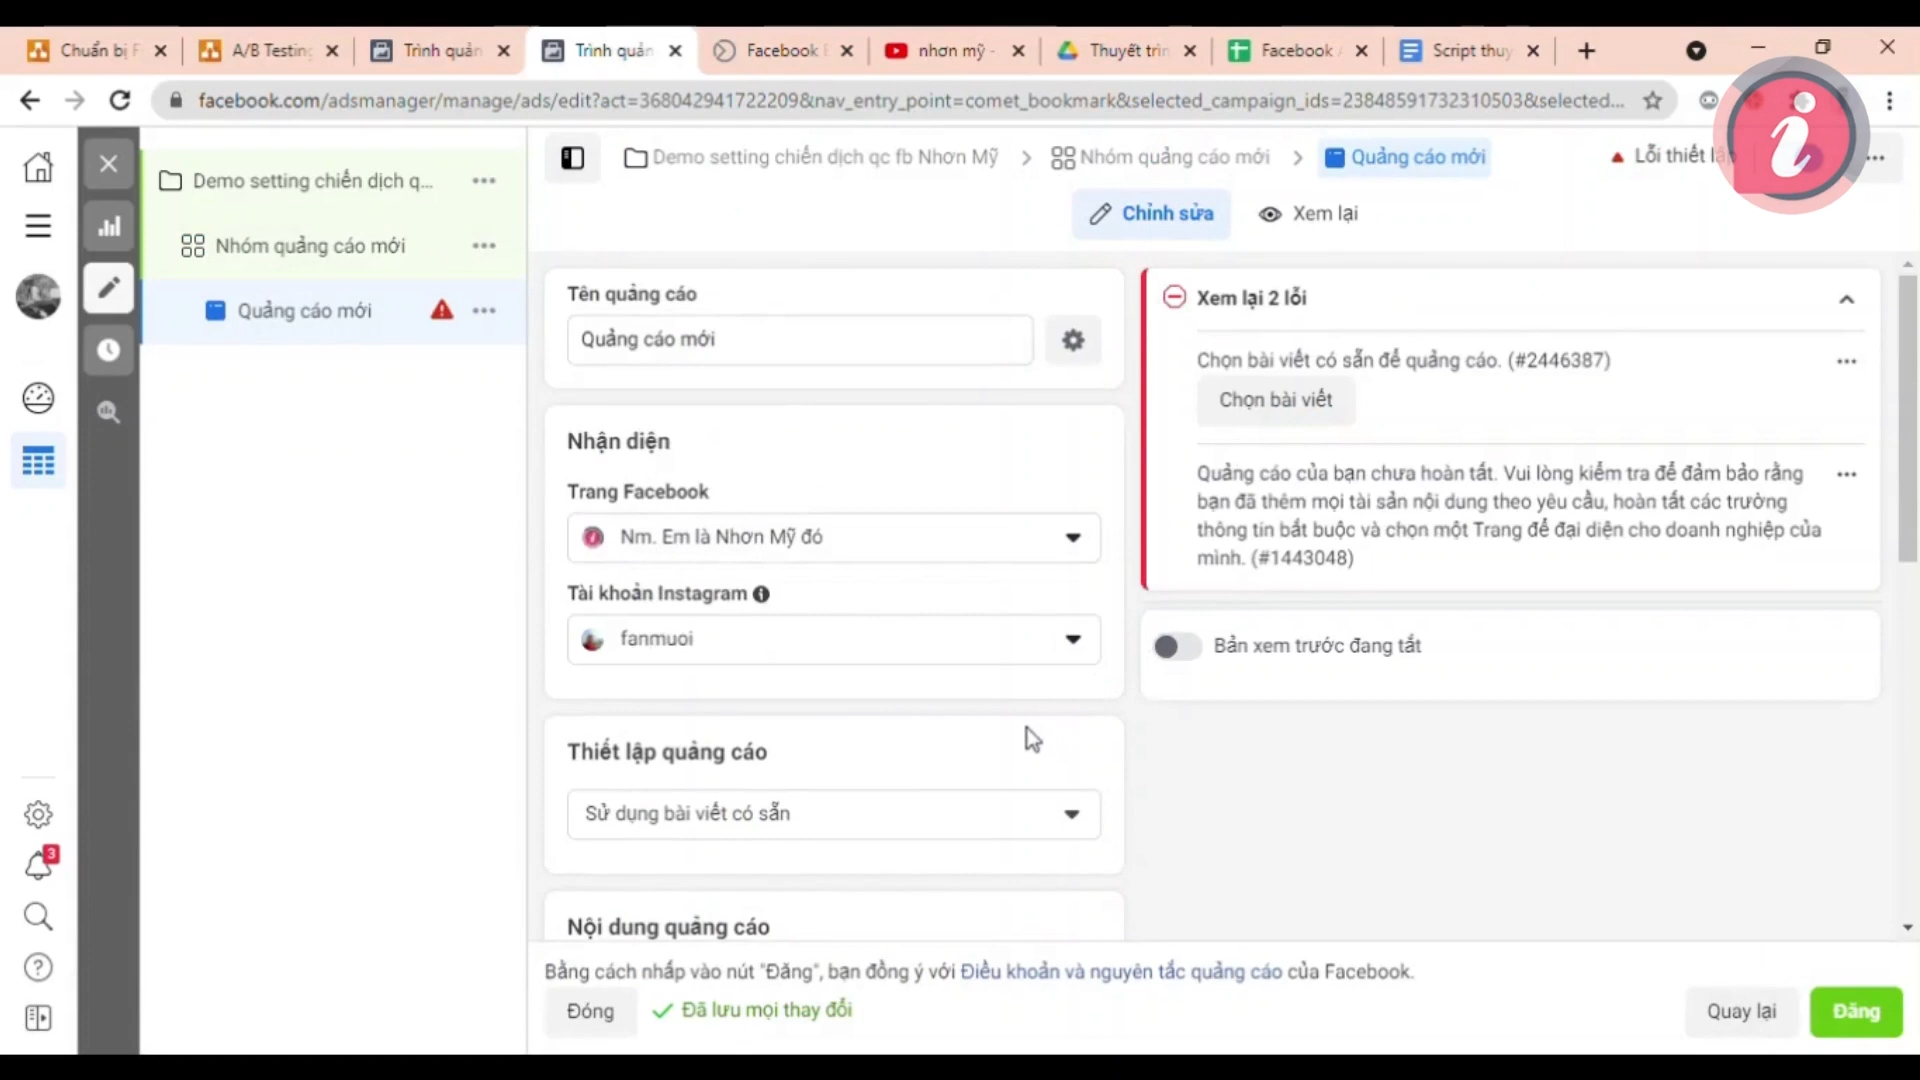 Chuẩn bị F
A/B Testing
Trình quản
Trình quản
Facebook
nhơn mỹ -
Thuyết trìn
Facebook
Script thuy
facebook.com/adsmanager/manage/ads/edit?act=368042941722209&nav_entry_point=comet_bookmark&selected_campaign_ids=23848591732310503&selected...
Demo setting chiến dịch qc fb Nhơn Mỹ
Nhóm quảng cáo mới
Quảng cáo mới
Lỗi thiết lập
Chỉnh sửa
Xem lại
Demo setting chiến dịch q...
Nhóm quảng cáo mới
Quảng cáo mới
3
Tên quảng cáo
Quảng cáo mới
Nhận diện
Trang Facebook
Nm. Em là Nhơn Mỹ đó
Tài khoản Instagram
fanmuoi
Thiết lập quảng cáo
Sử dụng bài viết có sẵn
Nội dung quảng cáo
Xem lại 2 lỗi
Chọn bài viết có sẵn để quảng cáo. (#2446387)
Chọn bài viết
Quảng cáo của bạn chưa hoàn tất. Vui lòng kiểm tra để đảm bảo rằng
bạn đã thêm mọi tài sản nội dung theo yêu cầu, hoàn tất các trường
thông tin bắt buộc và chọn một Trang để đại diện cho doanh nghiệp của
mình. (#1443048)
Bản xem trước đang tắt
Bằng cách nhấp vào nút "Đăng", bạn đồng ý với Điều khoản và nguyên tắc quảng cáo của Facebook.
Đóng
Đã lưu mọi thay đổi
Quay lại
Đăng